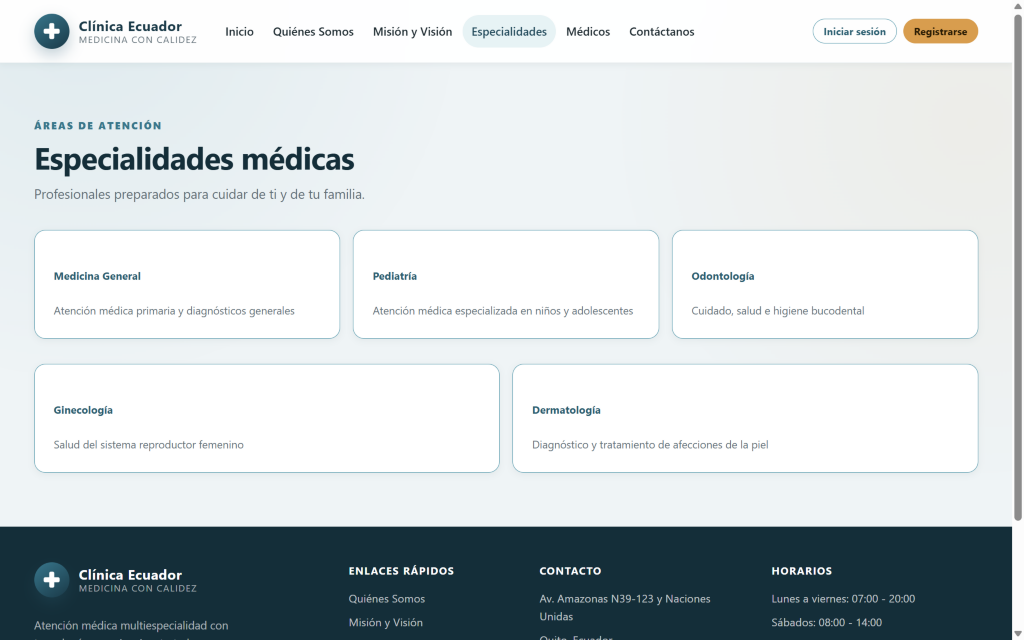 Clínica Ecuador
MEDICINA CON CALIDEZ
Inicio
Quiénes Somos
Misión y Visión
Especialidades
Médicos
Contáctanos
Iniciar sesión
Registrarse
ÁREAS DE ATENCIÓN
Especialidades médicas
Profesionales preparados para cuidar de ti y de tu familia.
Medicina General
Atención médica primaria y diagnósticos generales
Pediatría
Atención médica especializada en niños y adolescentes
Odontología
Cuidado, salud e higiene bucodental
Ginecología
Salud del sistema reproductor femenino
Dermatología
Diagnóstico y tratamiento de afecciones de la piel
Clínica Ecuador
MEDICINA CON CALIDEZ
Atención médica multiespecialidad con
ENLACES RÁPIDOS
Quiénes Somos
Misión y Visión
CONTACTO
Av. Amazonas N39-123 y Naciones
Unidas
Quito, Ecuador
HORARIOS
Lunes a viernes: 07:00 - 20:00
Sábados: 08:00 - 14:00